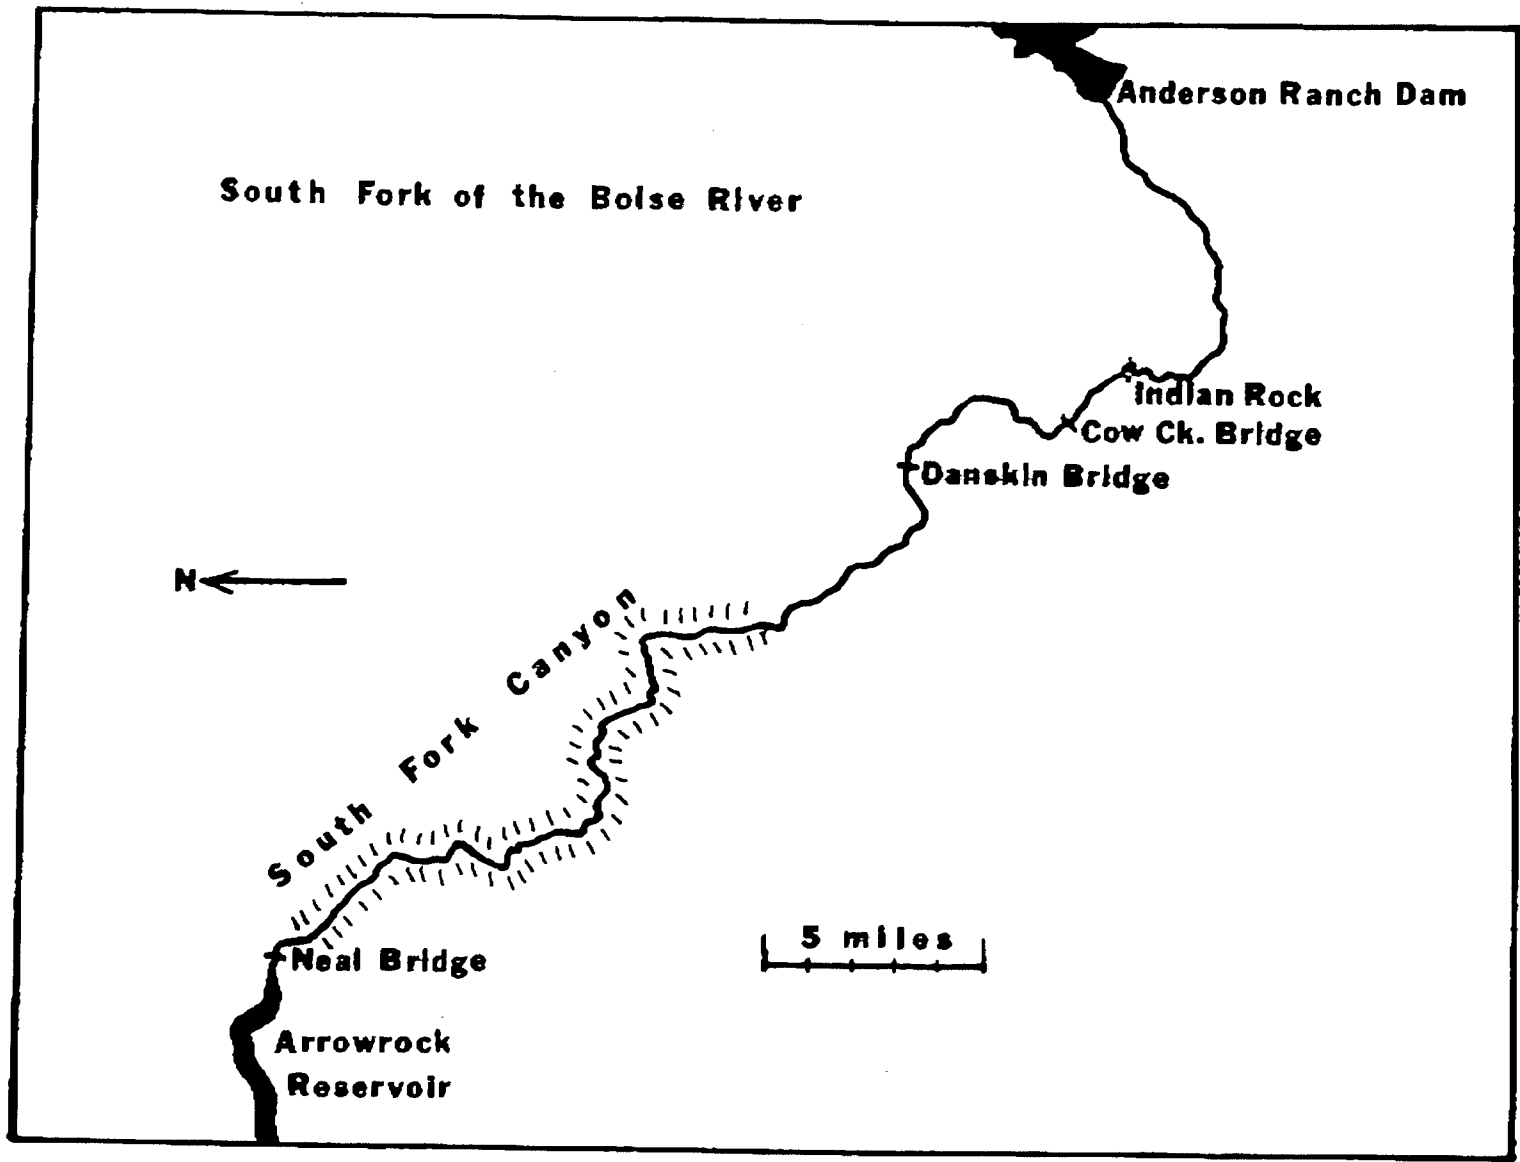 Anderson Ranch Dam
South Fork of the Boise River
Indian Rock
Cow Ck. Bridge
Danskin Bridge
N
South Fork Canyon
5 miles
Neal Bridge
Arrowrock
Reservoir